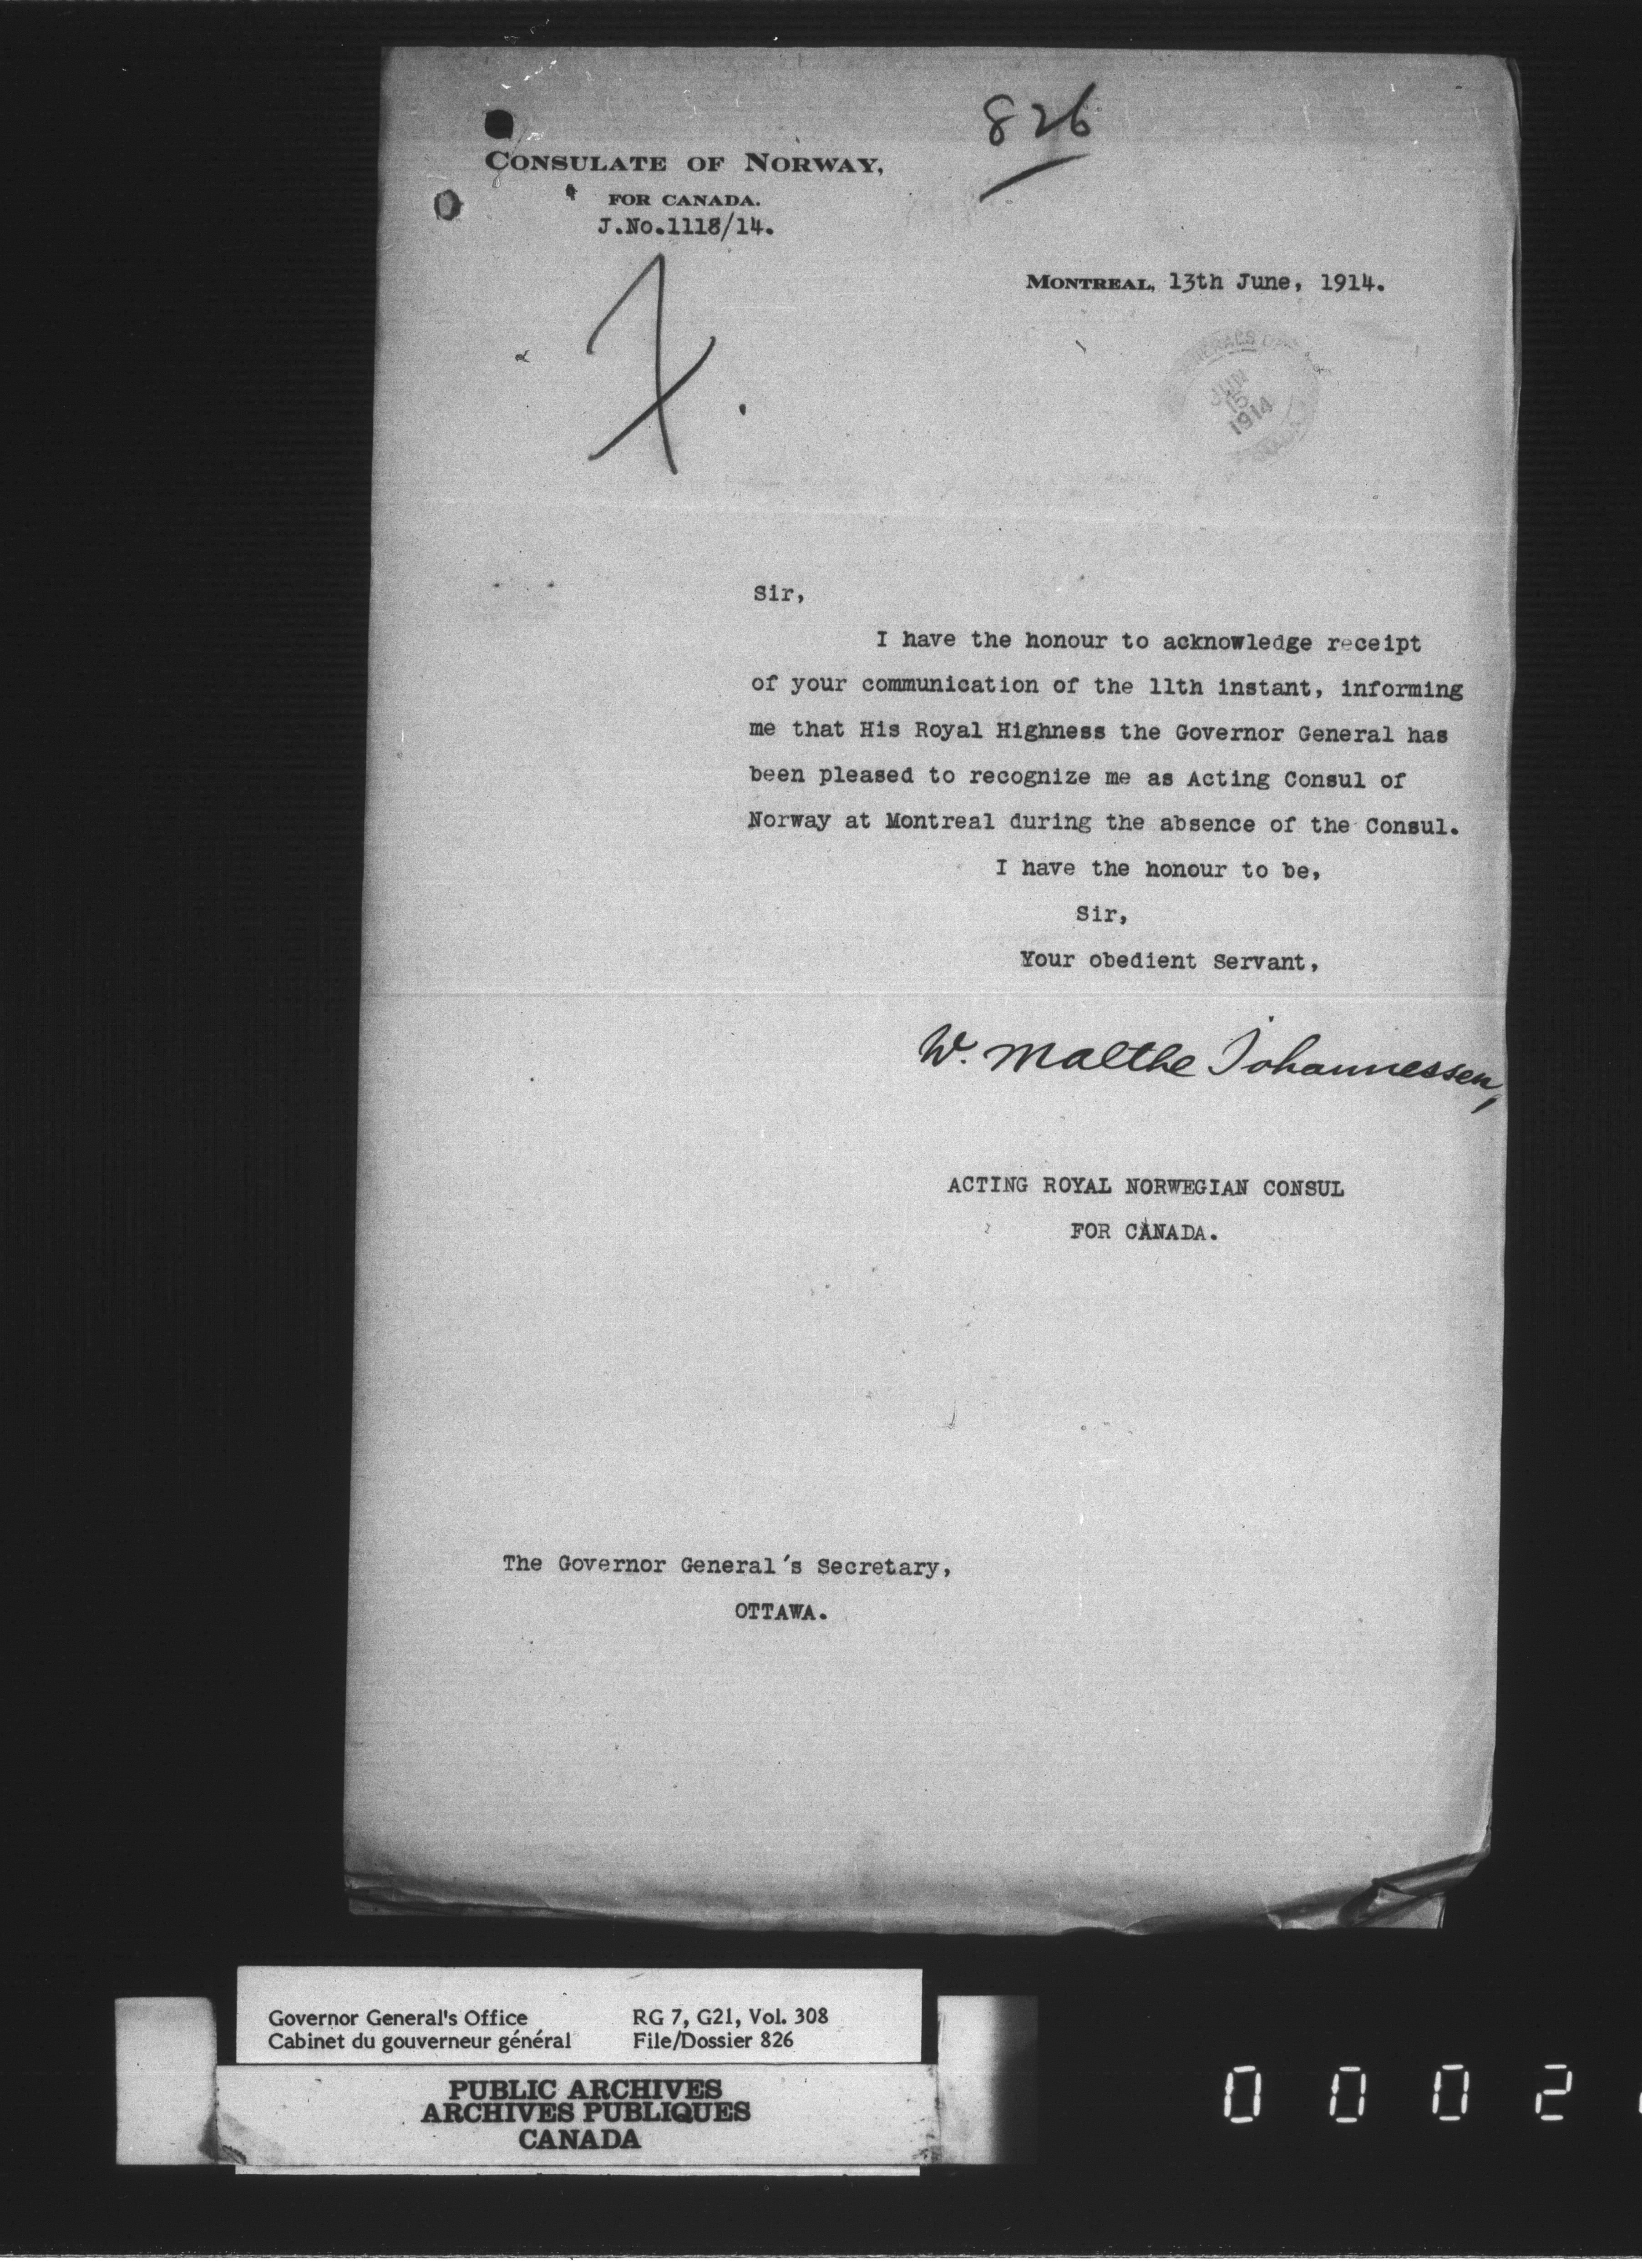 826
CONSULATE OF NORWAY,
FOR CANADA.
J.No.1118/14.
MONTREAL, 13th June, 1914.
JUN
15
1914
Sir,
I have the honour to acknowledge receipt
of your communication of the 11th instant, informing
me that His Royal Highness the Governor General has
been pleased to recognize me as Acting Consul of
Norway at Montreal during the absence of the Consul.
I have the honour to be,
Sir,
Your obedient Servant,
W. Malthe Johannessen,
ACTING ROYAL NORWEGIAN CONSUL
FOR CANADA.
The Governor General's Secretary,
OTTAWA.
Governor General's Office RG 7, G21, Vol. 308
Cabinet du gouverneur général File/Dossier 826
PUBLIC ARCHIVES
ARCHIVES PUBLIQUES
CANADA
0002